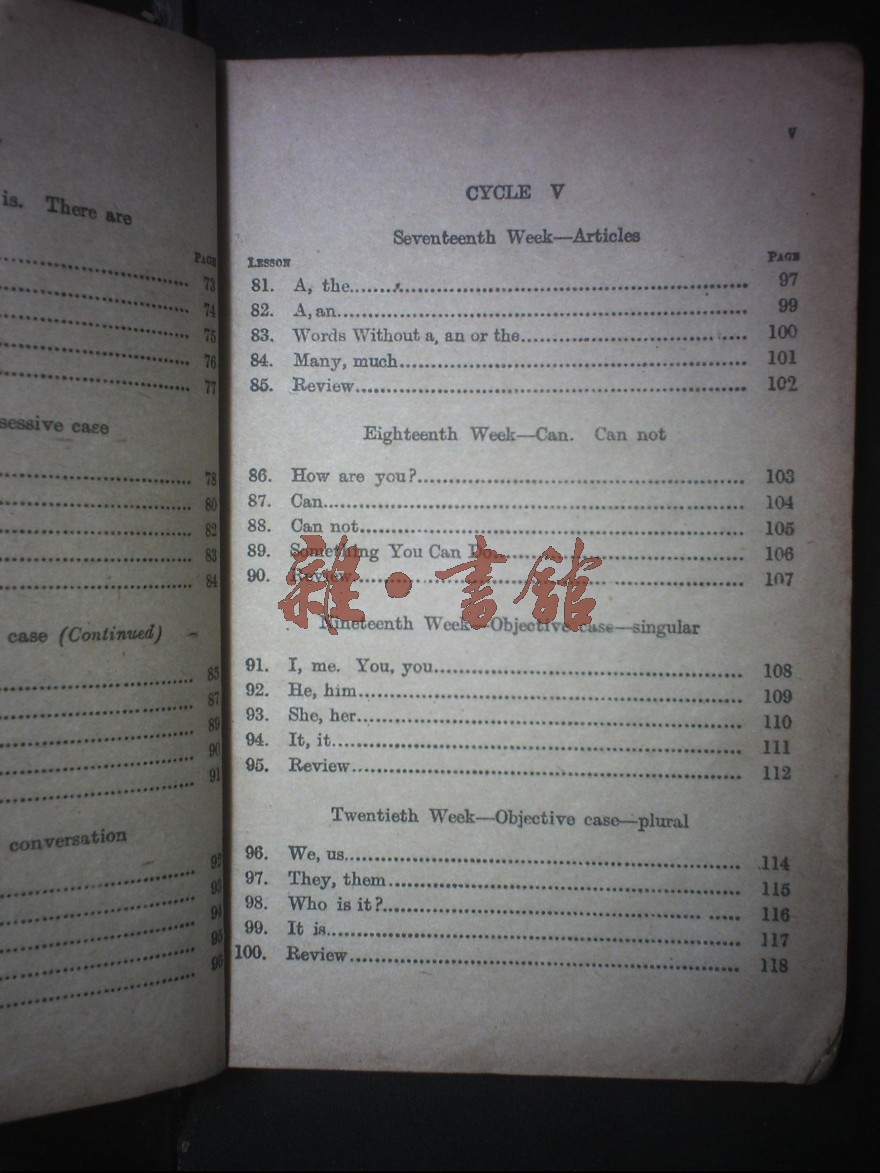 is. There are
PAGE
73
74
75
76
77
sessive case
78
80
82
83
84
case (Continued)
85
87
89
90
91
conversation
92
93
94
95
96
V
CYCLE V
Seventeenth Week—Articles
LESSON PAGE
81. A, the 97
82. A, an 99
83. Words Without a, an or the 100
84. Many, much 101
85. Review 102
Eighteenth Week—Can. Can not
86. How are you? 103
87. Can 104
88. Can not 105
89. Something You Can Do 106
90. Review 107
雜·書館
Nineteenth Week—Objective case—singular
91. I, me. You, you 108
92. He, him 109
93. She, her 110
94. It, it 111
95. Review 112
Twentieth Week—Objective case—plural
96. We, us 114
97. They, them 115
98. Who is it? 116
99. It is 117
100. Review 118